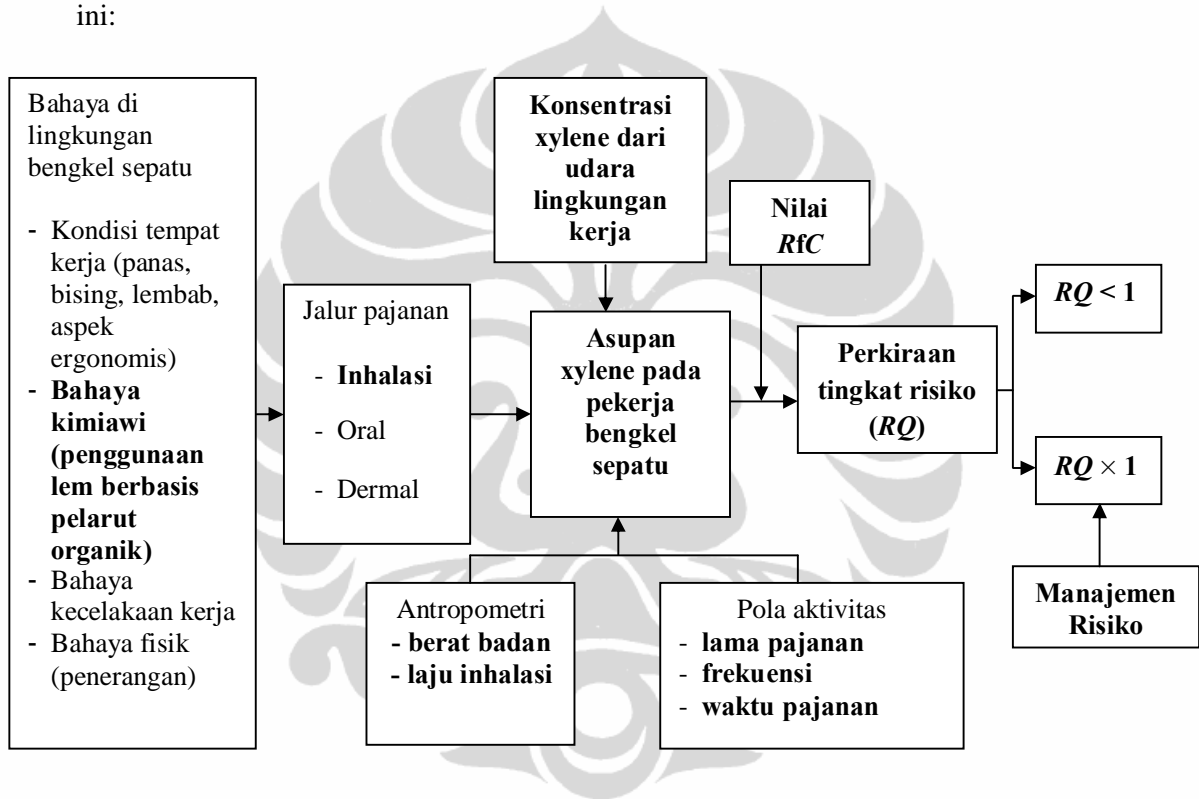 ini:
Bahaya di
lingkungan
bengkel sepatu
- Kondisi tempat
kerja (panas,
bising, lembab,
aspek
ergonomis)
- Bahaya
kimiawi
(penggunaan
lem berbasis
pelarut
organik)
- Bahaya
kecelakaan kerja
- Bahaya fisik
(penerangan)
Jalur pajanan
- Inhalasi
- Oral
- Dermal
Konsentrasi
xylene dari
udara
lingkungan
kerja
Asupan
xylene pada
pekerja
bengkel
sepatu
Antropometri
- berat badan
- laju inhalasi
Pola aktivitas
- lama pajanan
- frekuensi
- waktu pajanan
Nilai
RfC
Perkiraan
tingkat risiko
(RQ)
RQ < 1
RQ × 1
Manajemen
Risiko